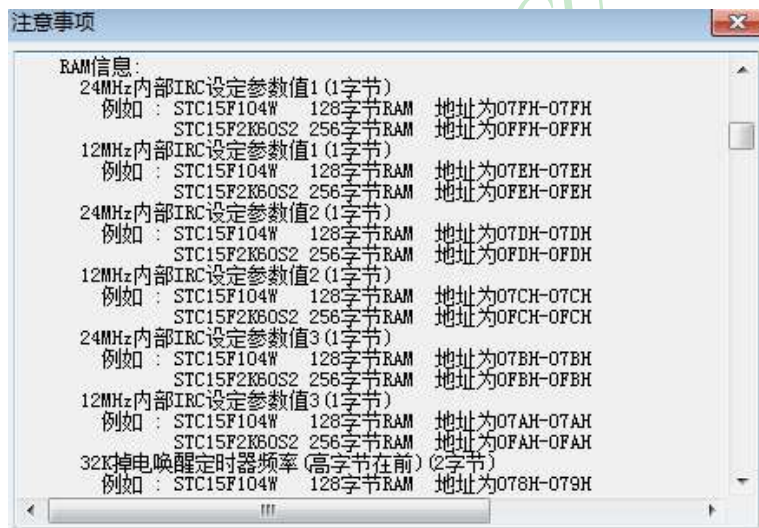 CU
注意事项
RAM信息:
24MHz内部IRC设定参数值1(1字节)
例如 : STC15F104W 128字节RAM 地址为07FH-07FH
STC15F2K60S2 256字节RAM 地址为0FFH-0FFH
12MHz内部IRC设定参数值1(1字节)
例如 : STC15F104W 128字节RAM 地址为07EH-07EH
STC15F2K60S2 256字节RAM 地址为0FEH-0FEH
24MHz内部IRC设定参数值2(1字节)
例如 : STC15F104W 128字节RAM 地址为07DH-07DH
STC15F2K60S2 256字节RAM 地址为0FDH-0FDH
12MHz内部IRC设定参数值2(1字节)
例如 : STC15F104W 128字节RAM 地址为07CH-07CH
STC15F2K60S2 256字节RAM 地址为0FCH-0FCH
24MHz内部IRC设定参数值3(1字节)
例如 : STC15F104W 128字节RAM 地址为07BH-07BH
STC15F2K60S2 256字节RAM 地址为0FBH-0FBH
12MHz内部IRC设定参数值3(1字节)
例如 : STC15F104W 128字节RAM 地址为07AH-07AH
STC15F2K60S2 256字节RAM 地址为0FAH-0FAH
32K掉电唤醒定时器频率(高字节在前)(2字节)
例如 : STC15F104W 128字节RAM 地址为078H-079H